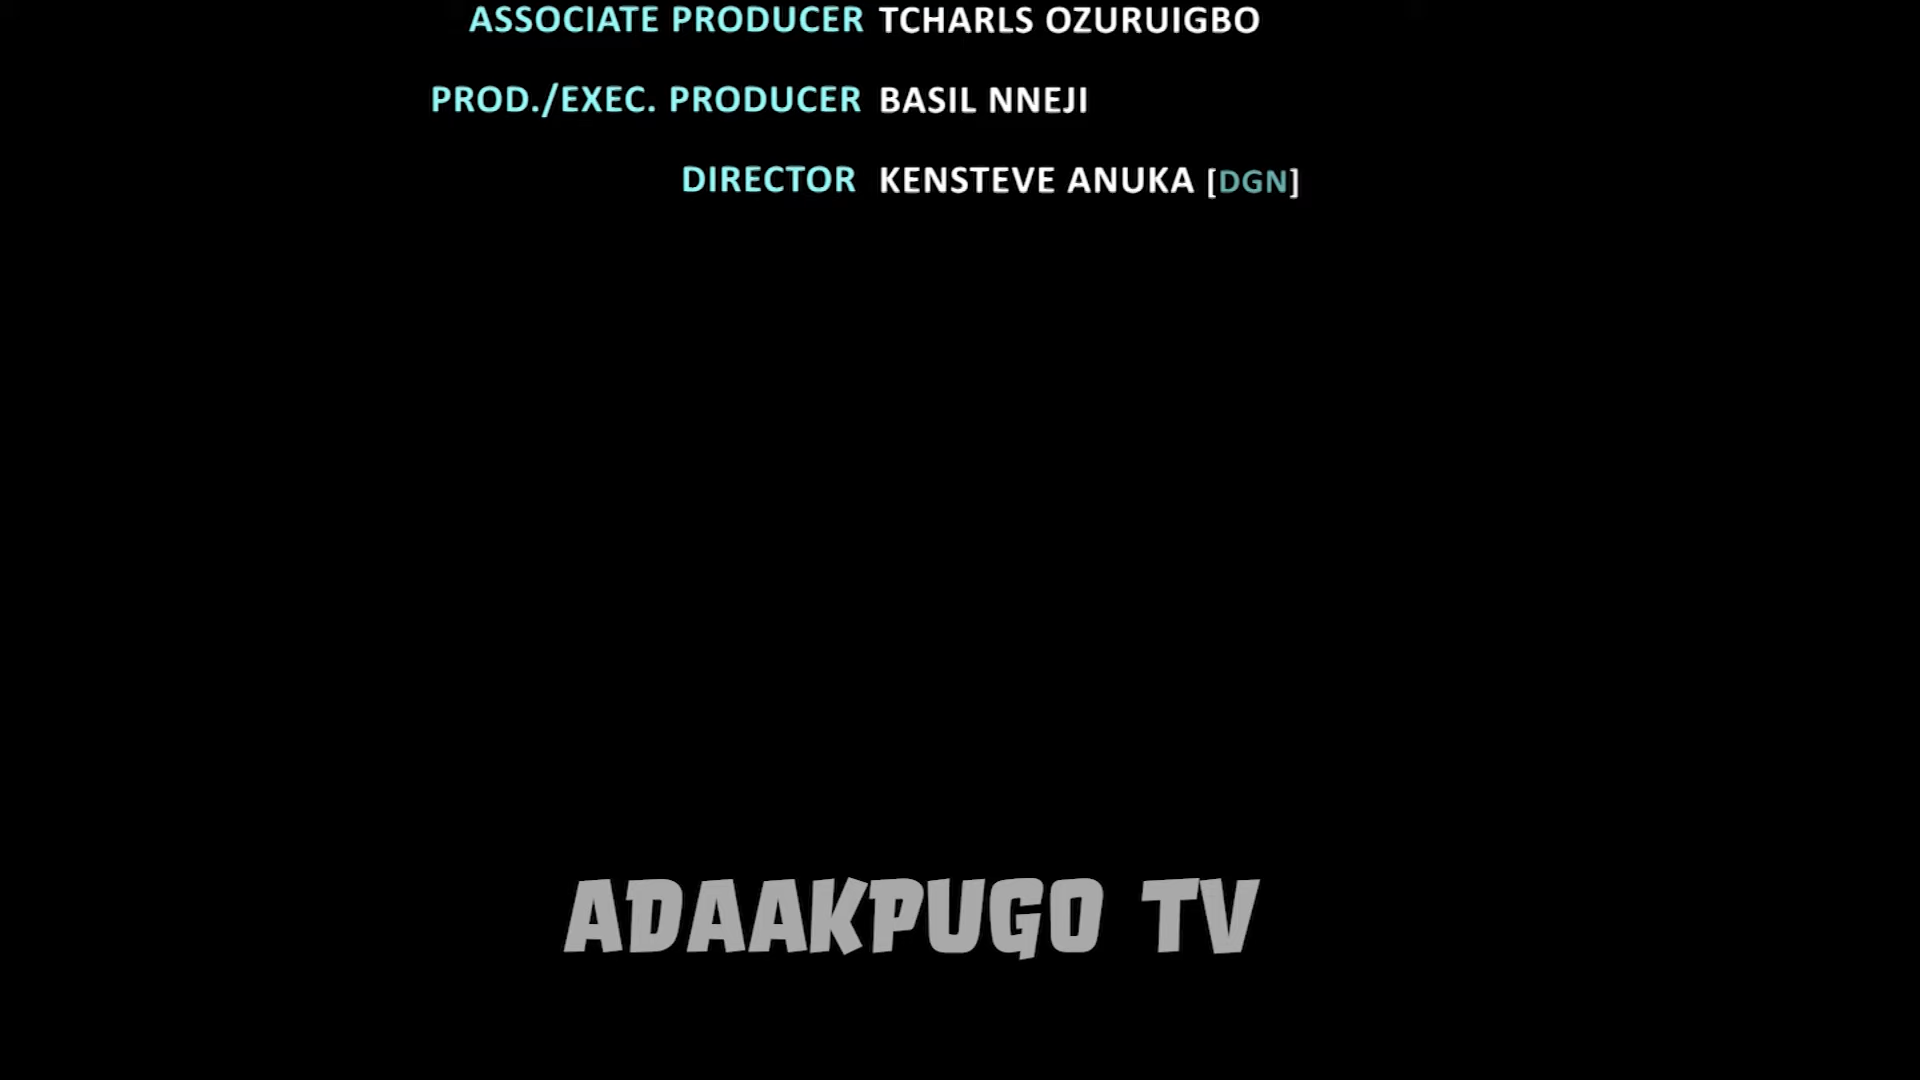 ASSOCIATE PRODUCER TCHARLS OZURUIGBO
PROD./EXEC. PRODUCER BASIL NNEJI
DIRECTOR KENSTEVE ANUKA [DGN]
ADAAKPUGO TV